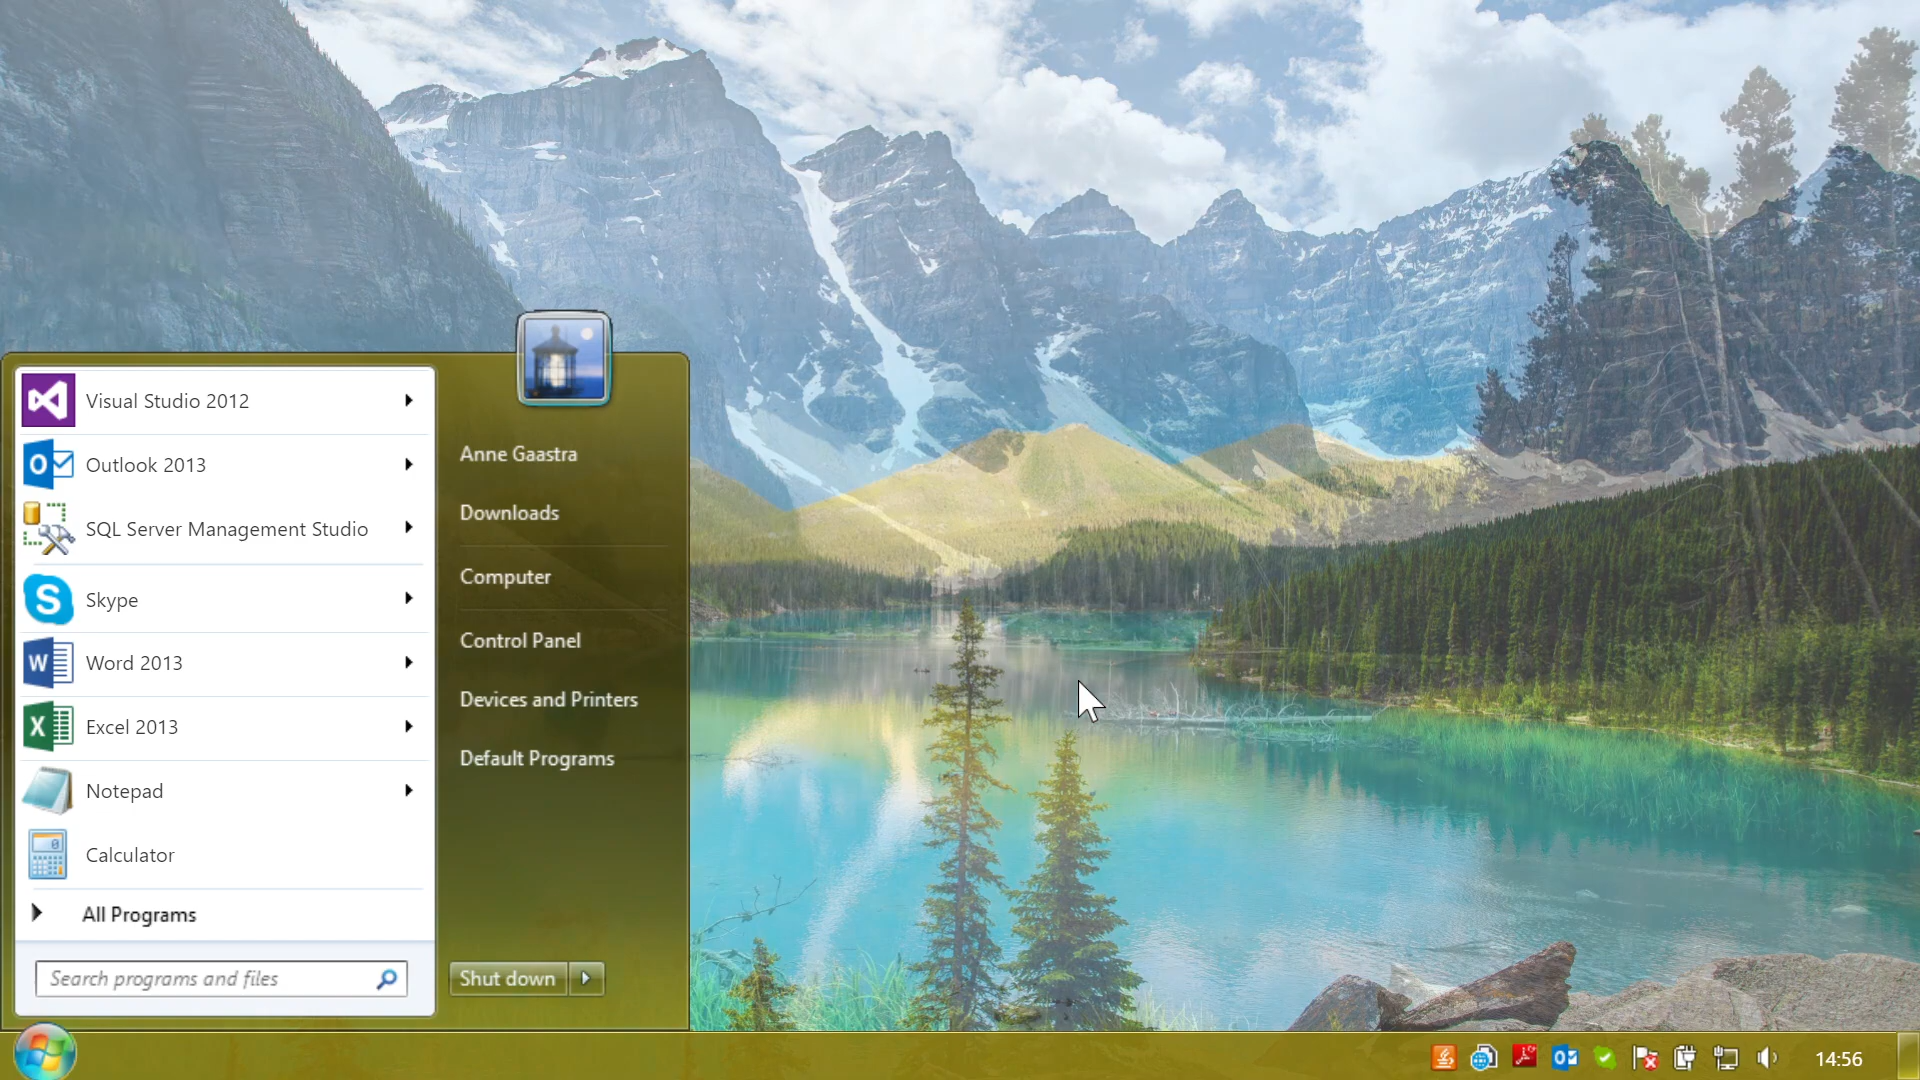 Visual Studio 2012
Outlook 2013
SQL Server Management Studio
Skype
Word 2013
Excel 2013
Notepad
Calculator
All Programs
Search programs and files
Anne Gaastra
Downloads
Computer
Control Panel
Devices and Printers
Default Programs
Shut down
14:56